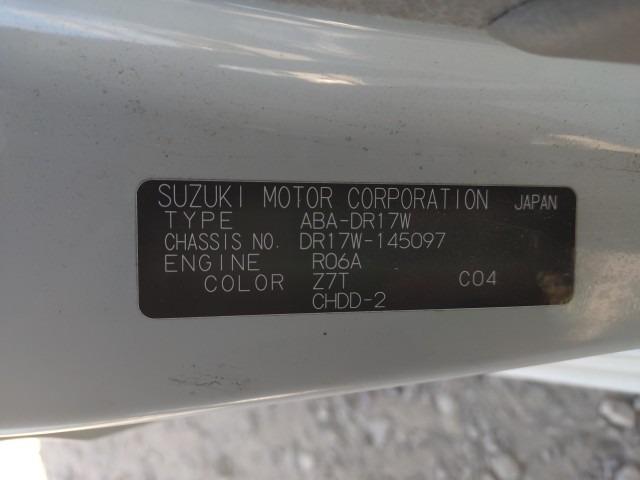 SUZUKI MOTOR CORPORATION JAPAN
TYPE ABA-DR17W
CHASSIS NO. DR17W-145097
ENGINE R06A
COLOR Z7T C04
CHDD-2